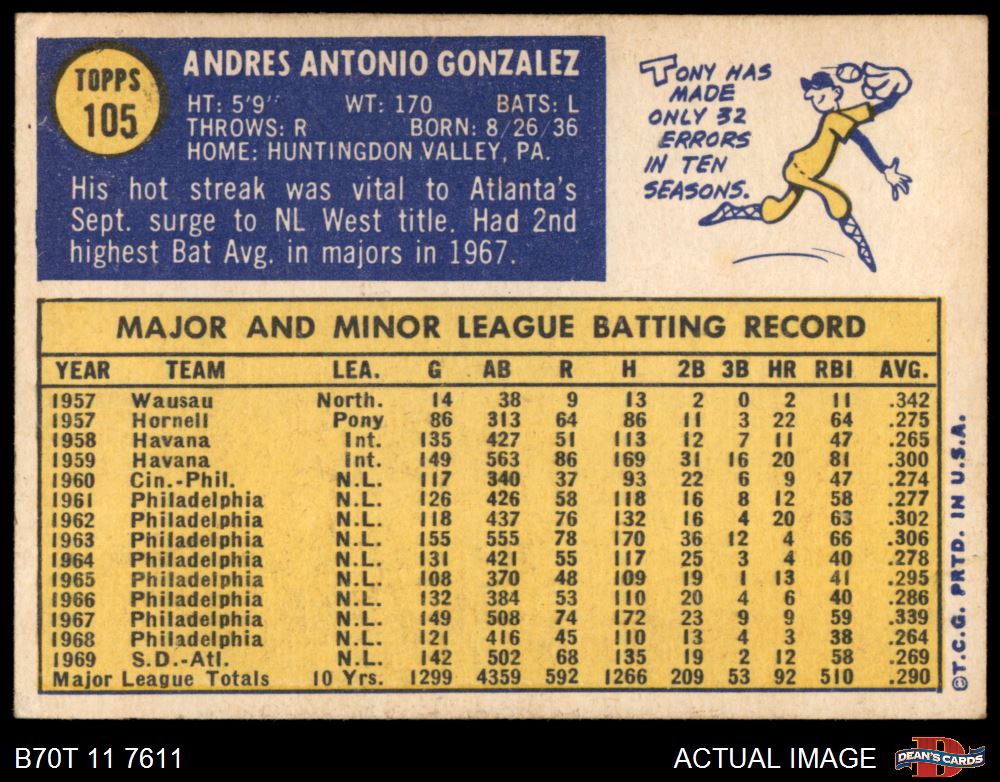 TOPPS
105
ANDRES ANTONIO GONZALEZ
HT: 5'9" WT: 170 BATS: L
THROWS: R BORN: 8/26/36
HOME: HUNTINGDON VALLEY, PA.
His hot streak was vital to Atlanta's
Sept. surge to NL West title. Had 2nd
highest Bat Avg. in majors in 1967.
TONY HAS
MADE
ONLY 32
ERRORS
IN TEN
SEASONS.
MAJOR AND MINOR LEAGUE BATTING RECORD
YEAR TEAM LEA. G AB R H 2B 3B HR RBI AVG.
1957 Wausau North. 14 38 9 13 2 0 2 11 .342
1957 Hornell Pony 86 313 64 86 11 3 22 64 .275
1958 Havana Int. 135 427 51 113 12 7 11 47 .265
1959 Havana Int. 149 563 86 169 31 16 20 81 .300
1960 Cin.-Phil. N.L. 117 340 37 93 22 6 9 47 .274
1961 Philadelphia N.L. 126 426 58 118 16 8 12 58 .277
1962 Philadelphia N.L. 118 437 76 132 16 4 20 63 .302
1963 Philadelphia N.L. 155 555 78 170 36 12 4 66 .306
1964 Philadelphia N.L. 131 421 55 117 25 3 4 40 .278
1965 Philadelphia N.L. 108 370 48 109 19 1 13 41 .295
1966 Philadelphia N.L. 132 384 53 110 20 4 6 40 .286
1967 Philadelphia N.L. 149 508 74 172 23 9 9 59 .339
1968 Philadelphia N.L. 121 416 45 110 13 4 3 38 .264
1969 S.D.-Atl. N.L. 142 502 68 135 19 2 12 58 .269
Major League Totals 10 Yrs. 1299 4359 592 1266 209 53 92 510 .290
©T.C.G. PRTD. IN U.S.A.
B70T 11 7611
ACTUAL IMAGE
D
DEAN'S CARDS